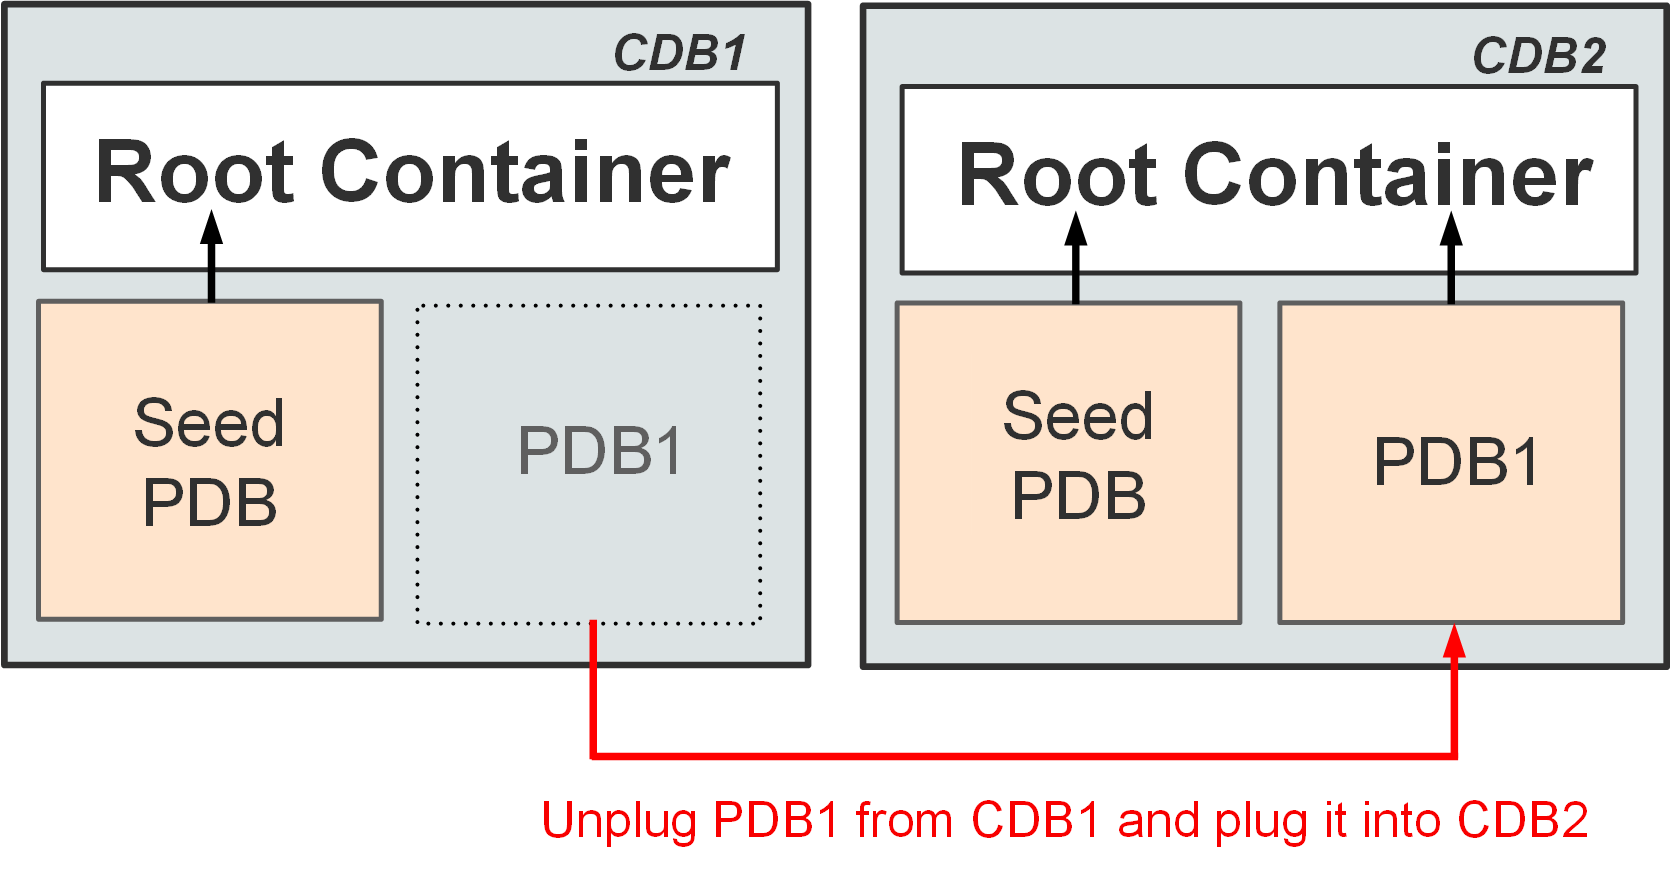 CDB1
Root Container
Seed
PDB
PDB1
CDB2
Root Container
Seed
PDB
PDB1
Unplug PDB1 from CDB1 and plug it into CDB2